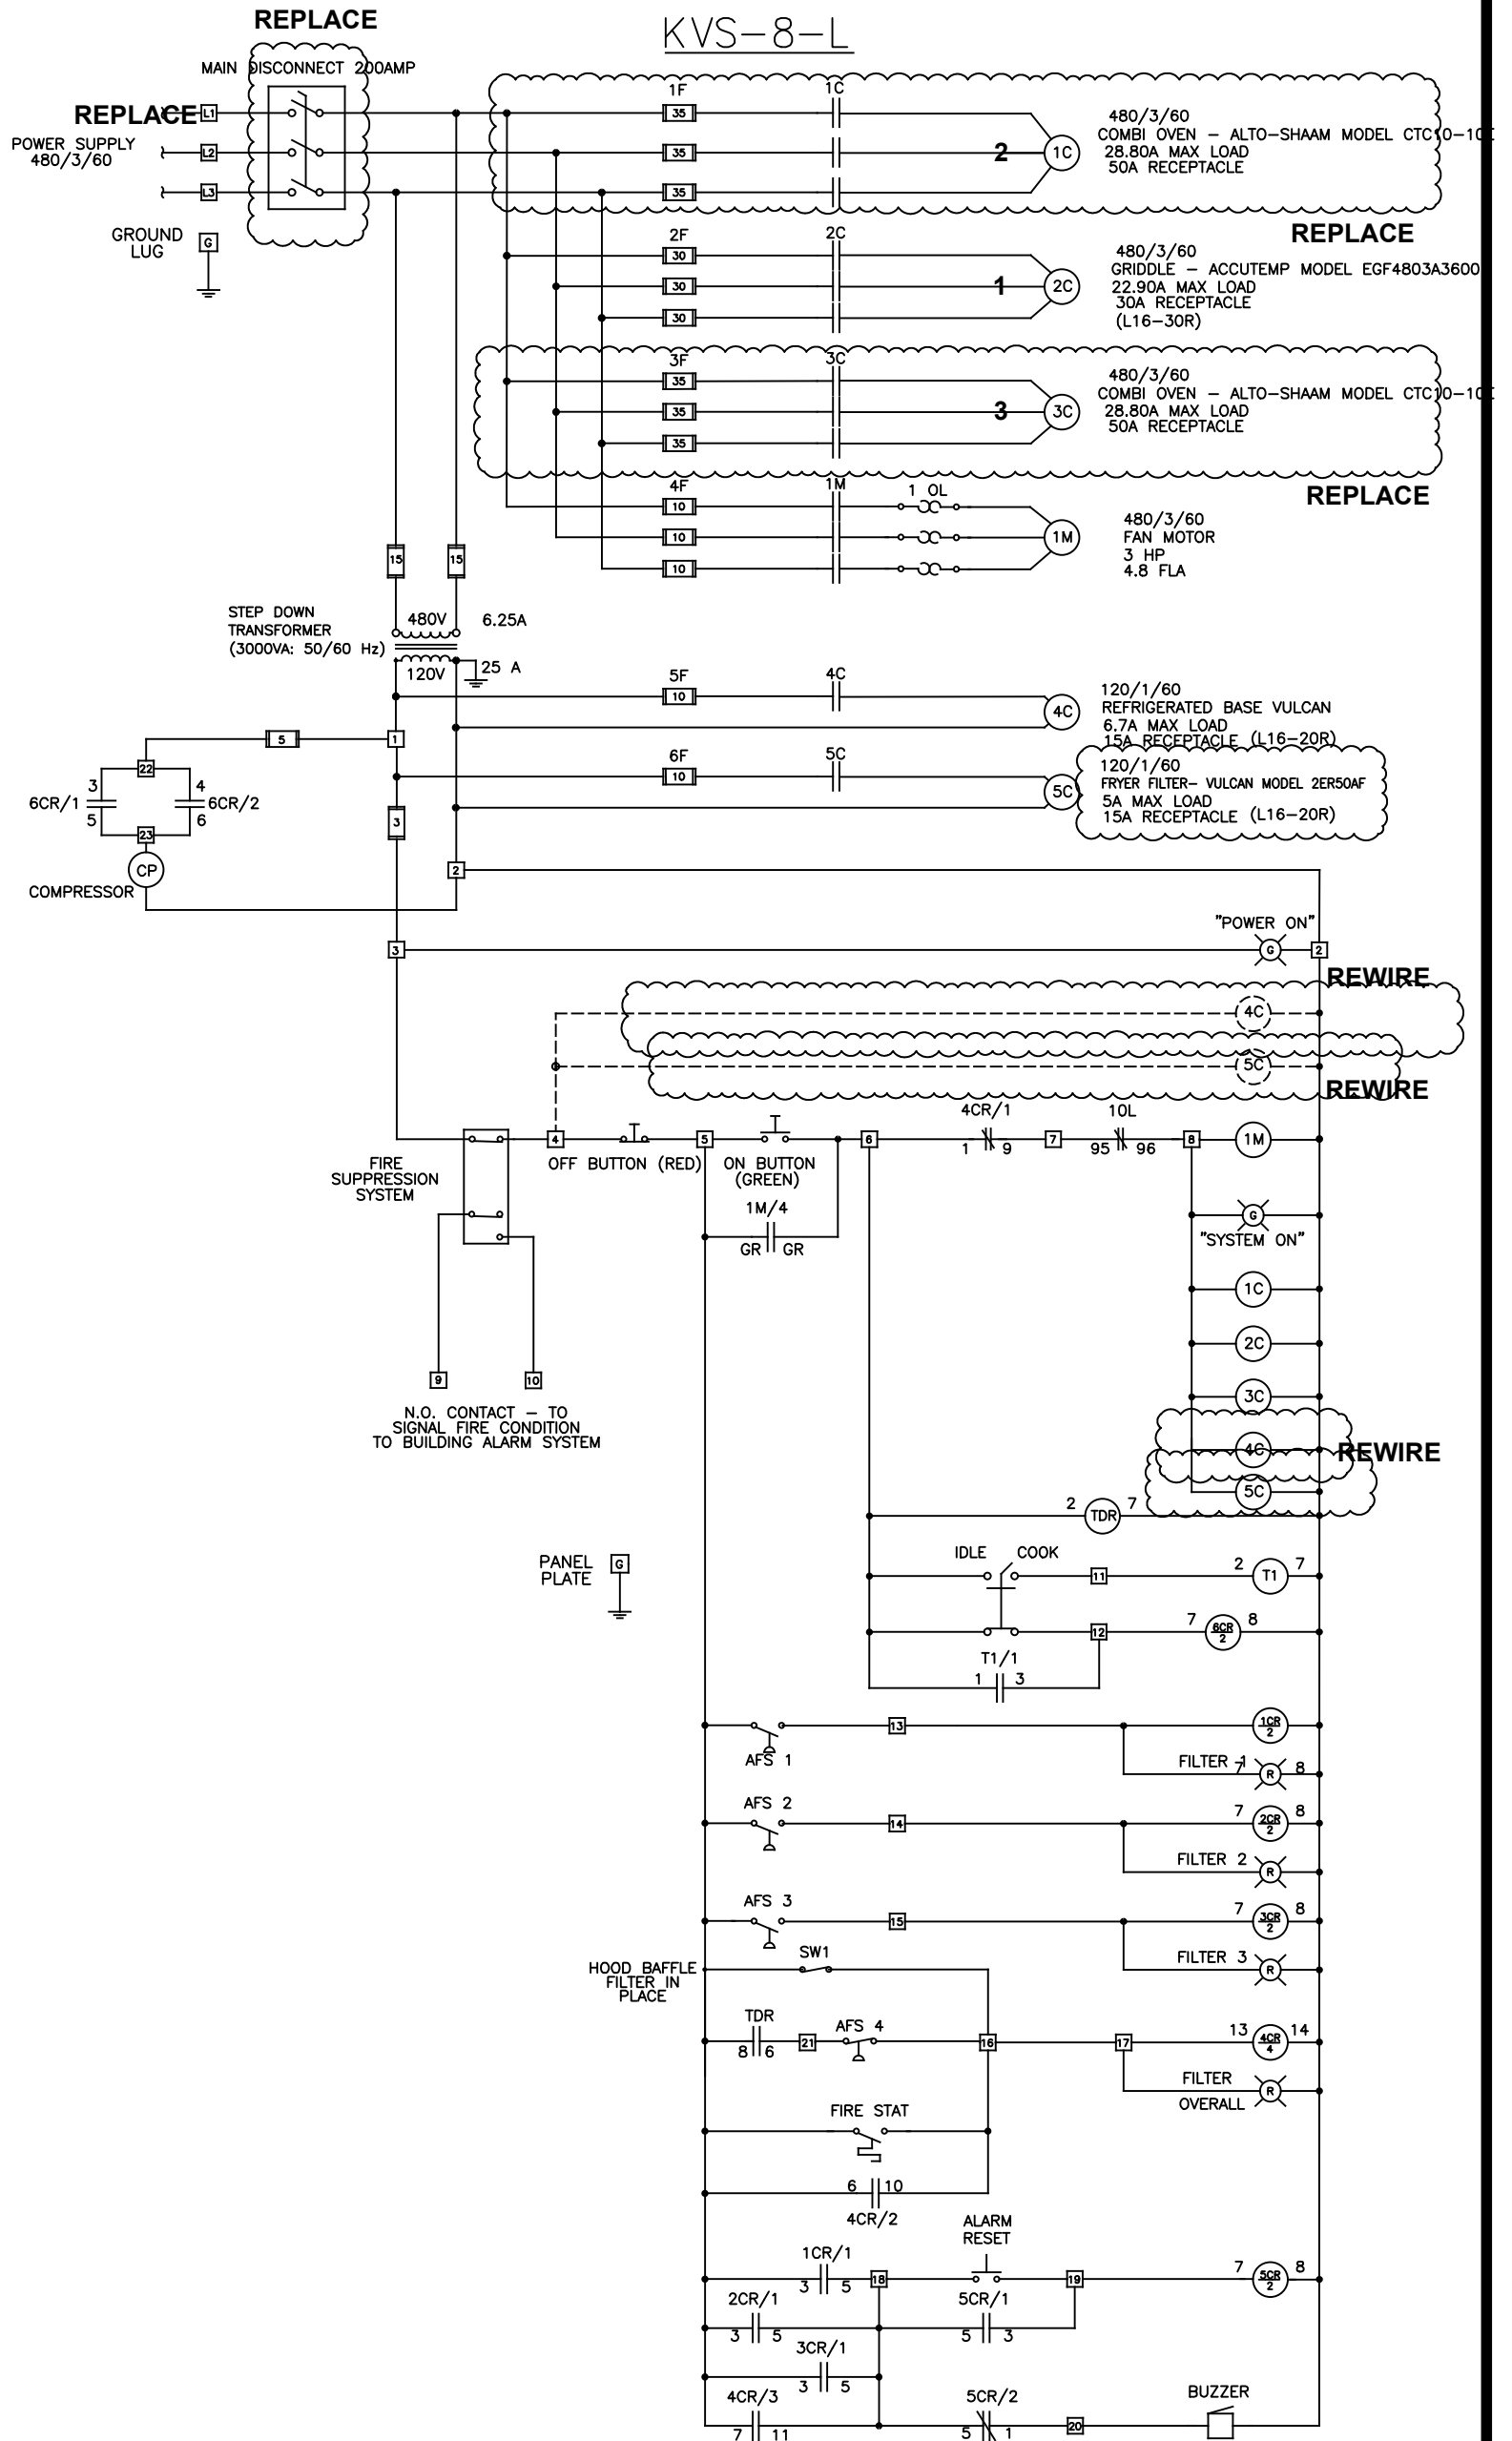 REPLACE
KVS-8-L
MAIN DISCONNECT 200AMP
REPLACE
POWER SUPPLY
480/3/60
L1
L2
L3
GROUND
LUG
G
1F
1C
35
35
35
2
1C
480/3/60
COMBI OVEN - ALTO-SHAAM MODEL CTC10-10E
28.80A MAX LOAD
50A RECEPTACLE
REPLACE
2F
2C
30
30
30
1
2C
480/3/60
GRIDDLE - ACCUTEMP MODEL EGF4803A3600
22.90A MAX LOAD
30A RECEPTACLE
(L16-30R)
3F
3C
35
35
35
3
3C
480/3/60
COMBI OVEN - ALTO-SHAAM MODEL CTC10-10E
28.80A MAX LOAD
50A RECEPTACLE
REPLACE
4F
1M
1 OL
10
10
10
1M
480/3/60
FAN MOTOR
3 HP
4.8 FLA
15
15
STEP DOWN
TRANSFORMER
(3000VA: 50/60 Hz)
480V
6.25A
120V
25 A
5F
4C
10
4C
120/1/60
REFRIGERATED BASE VULCAN
6.7A MAX LOAD
15A RECEPTACLE (L16-20R)
5
1
6F
5C
10
5C
120/1/60
FRYER FILTER- VULCAN MODEL 2ER50AF
5A MAX LOAD
15A RECEPTACLE (L16-20R)
22
3
4
6CR/1
6CR/2
5
6
23
3
CP
COMPRESSOR
2
"POWER ON"
3
G
2
REWIRE
4C
5C
REWIRE
4
OFF BUTTON (RED)
5
ON BUTTON
(GREEN)
6
4CR/1
1
9
7
1OL
95
96
8
1M
FIRE
SUPPRESSION
SYSTEM
1M/4
GR
GR
G
"SYSTEM ON"
1C
2C
3C
9
10
N.O. CONTACT - TO
SIGNAL FIRE CONDITION
TO BUILDING ALARM SYSTEM
4C
REWIRE
5C
2
TDR
7
PANEL
PLATE
G
IDLE
COOK
11
2
T1
7
12
7
6CR
2
8
T1/1
1
3
AFS 1
13
1CR
2
FILTER 1
7
R
8
AFS 2
14
7
2CR
2
8
FILTER 2
R
AFS 3
15
7
3CR
2
8
FILTER 3
R
HOOD BAFFLE
FILTER IN
PLACE
SW1
TDR
8
6
21
AFS 4
16
17
13
4CR
4
14
FILTER
OVERALL
R
FIRE STAT
6
10
4CR/2
ALARM
RESET
1CR/1
3
5
18
19
7
5CR
2
8
2CR/1
3
5
5CR/1
5
3
3CR/1
3
5
4CR/3
7
11
5CR/2
5
1
20
BUZZER